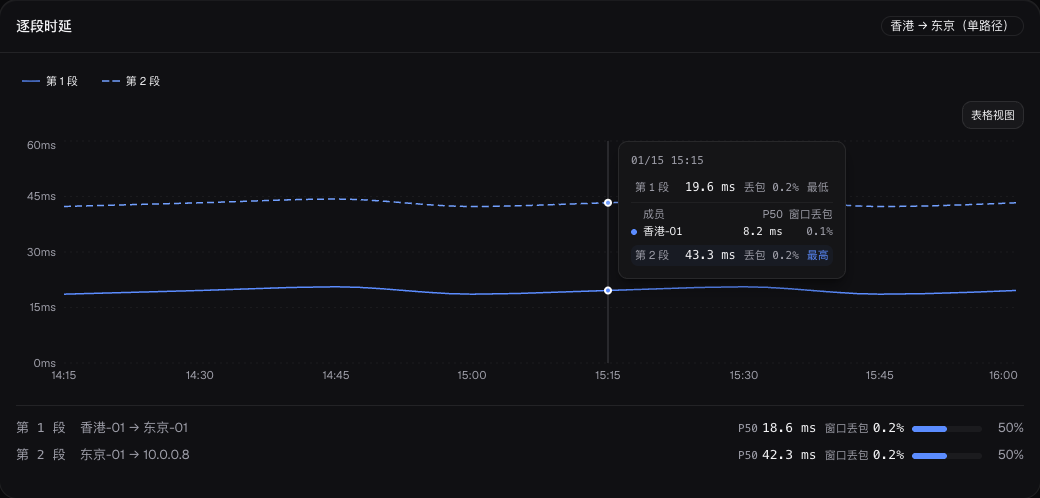 逐段时延
香港 → 东京（单路径）
第 1 段
第 2 段
表格视图
60ms
45ms
30ms
15ms
0ms
01/15 15:15
第 1 段 19.6 ms 丢包 0.2% 最低
成员 P50 窗口丢包
香港-01 8.2 ms 0.1%
第 2 段 43.3 ms 丢包 0.2% 最高
14:15 14:30 14:45 15:00 15:15 15:30 15:45 16:00
第 1 段 香港-01 → 东京-01 P50 18.6 ms 窗口丢包 0.2% 50%
第 2 段 东京-01 → 10.0.0.8 P50 42.3 ms 窗口丢包 0.2% 50%